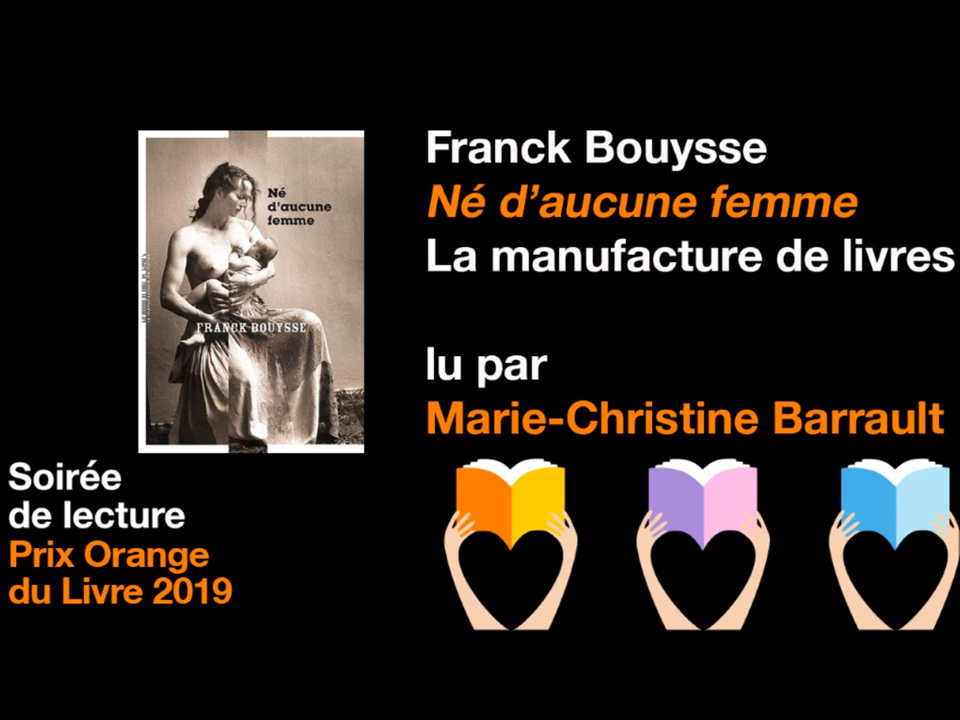 Né
d'aucune
femme
FRANCK BOUYSSE
Franck Bouysse
Né d'aucune femme
La manufacture de livres
lu par
Marie-Christine Barrault
Soirée
de lecture
Prix Orange
du Livre 2019